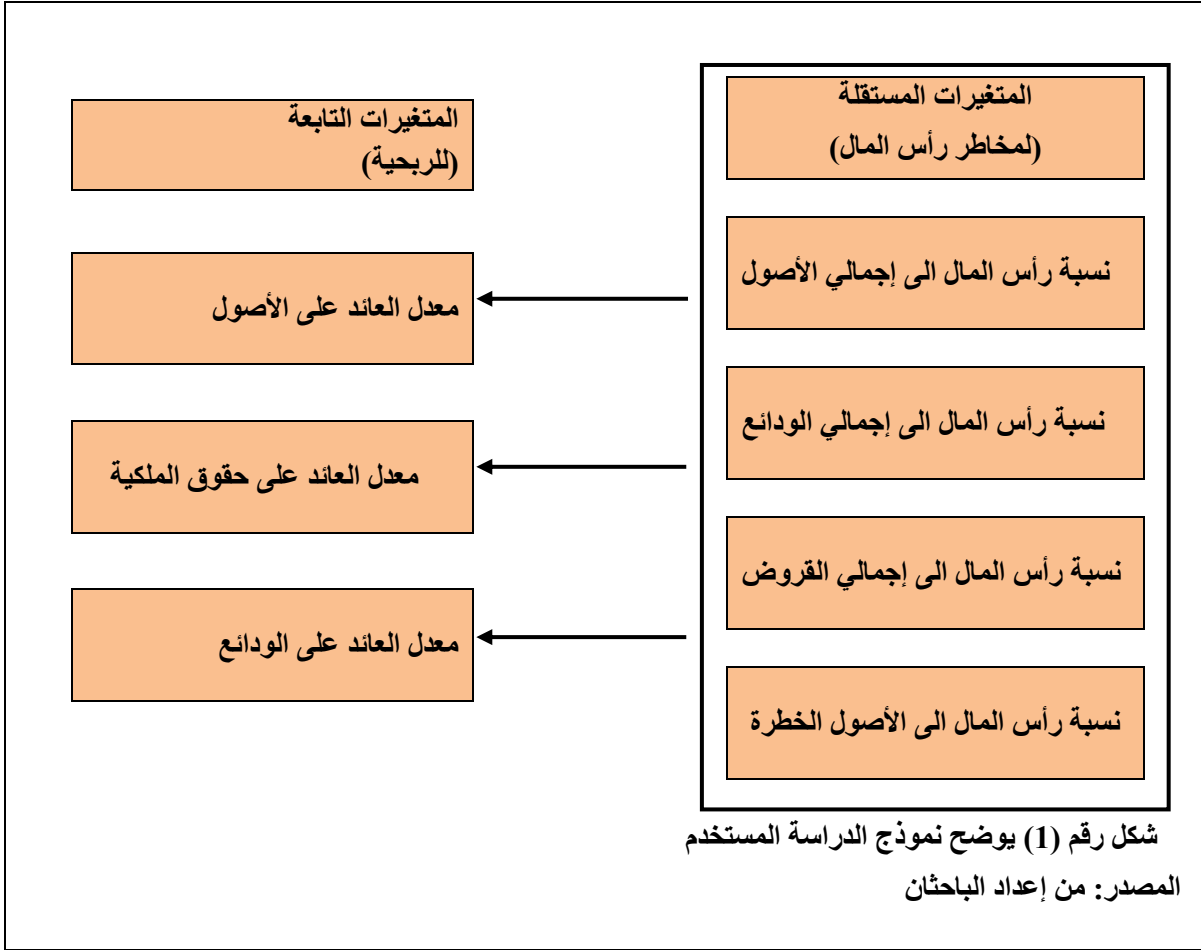 المتغيرات المستقلة
(لمخاطر رأس المال)
نسبة رأس المال الى إجمالي الأصول
نسبة رأس المال الى إجمالي الودائع
نسبة رأس المال الى إجمالي القروض
نسبة رأس المال الى الأصول الخطرة
المتغيرات التابعة
(للربحية)
معدل العائد على الأصول
معدل العائد على حقوق الملكية
معدل العائد على الودائع
شكل رقم (1) يوضح نموذج الدراسة المستخدم
المصدر: من إعداد الباحثان